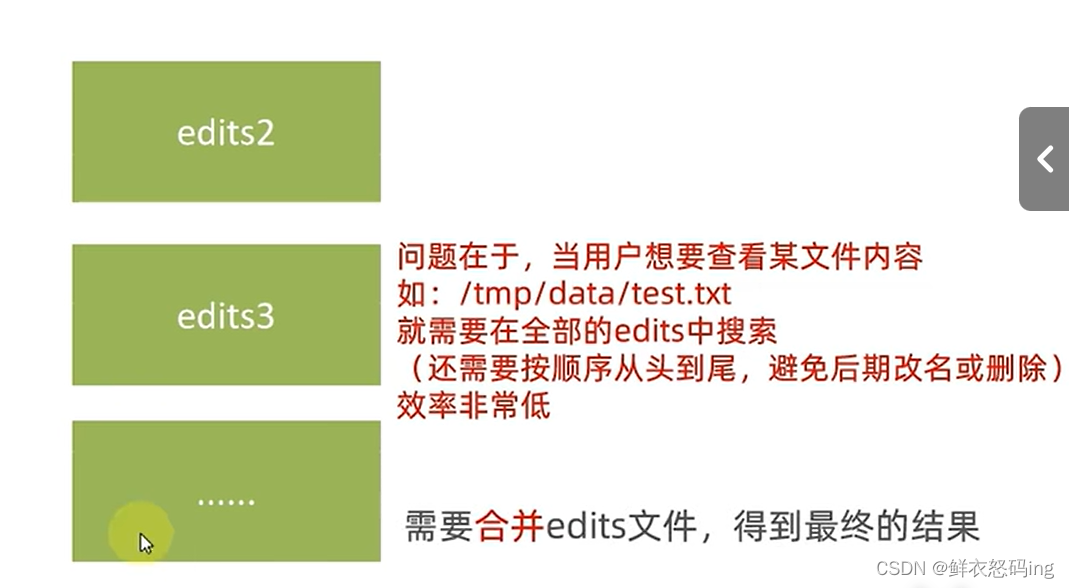 edits2
edits3
问题在于，当用户想要查看某文件内容
如：/tmp/data/test.txt
就需要在全部的edits中搜索
（还需要按顺序从头到尾，避免后期改名或删除）
效率非常低
......
需要合并edits文件，得到最终的结果
CSDN @鲜衣怒码ing